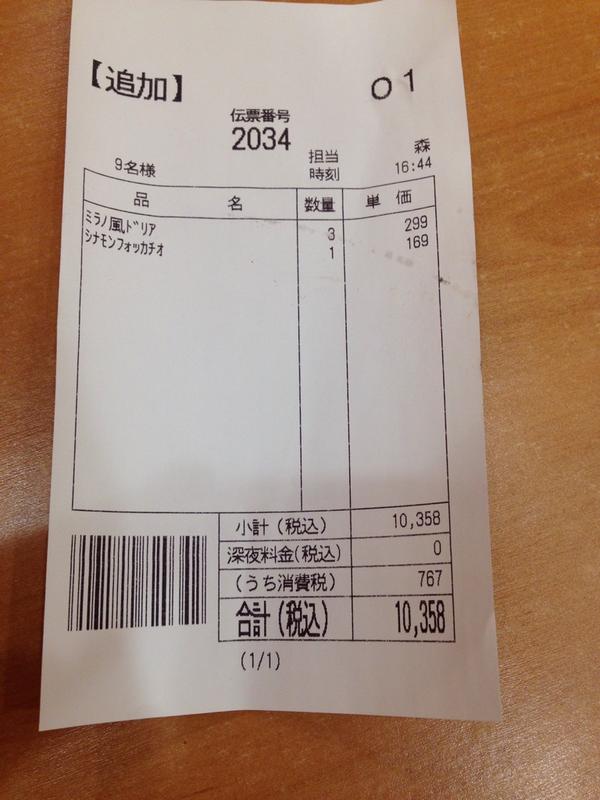 【追加】 01
伝票番号
2034
9名様 担当 森
時刻 16:44
品 名 数量 単価
ミラノ風ドリア 3 299
シナモンフォッカチオ 1 169
小計(税込) 10,358
深夜料金(税込) 0
(うち消費税) 767
合計(税込) 10,358
(1/1)